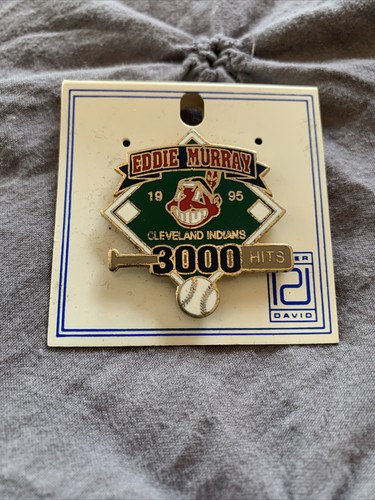 EDDIE MURRAY
19 95
CLEVELAND INDIANS
3000 HITS
DAVID